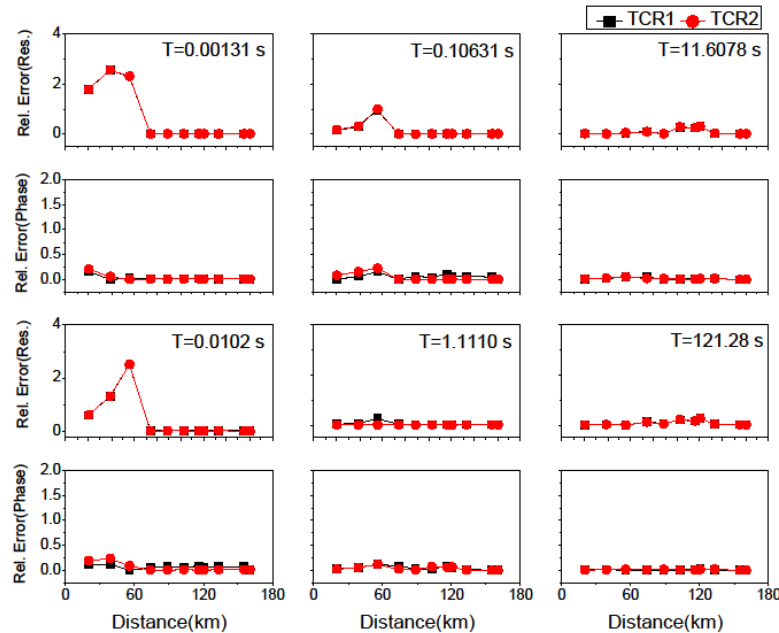 TCR1 TCR2
4
2
0
Rel. Error(Res.)
T=0.00131 s
T=0.10631 s
T=11.6078 s
2.0
1.5
1.0
0.5
0.0
Rel. Error(Phase)
4
2
0
Rel. Error(Res.)
T=0.0102 s
T=1.1110 s
T=121.28 s
2.0
1.5
1.0
0.5
0.0
Rel. Error(Phase)
0 60 120 180 0 60 120 180 0 60 120 180
Distance(km) Distance(km) Distance(km)